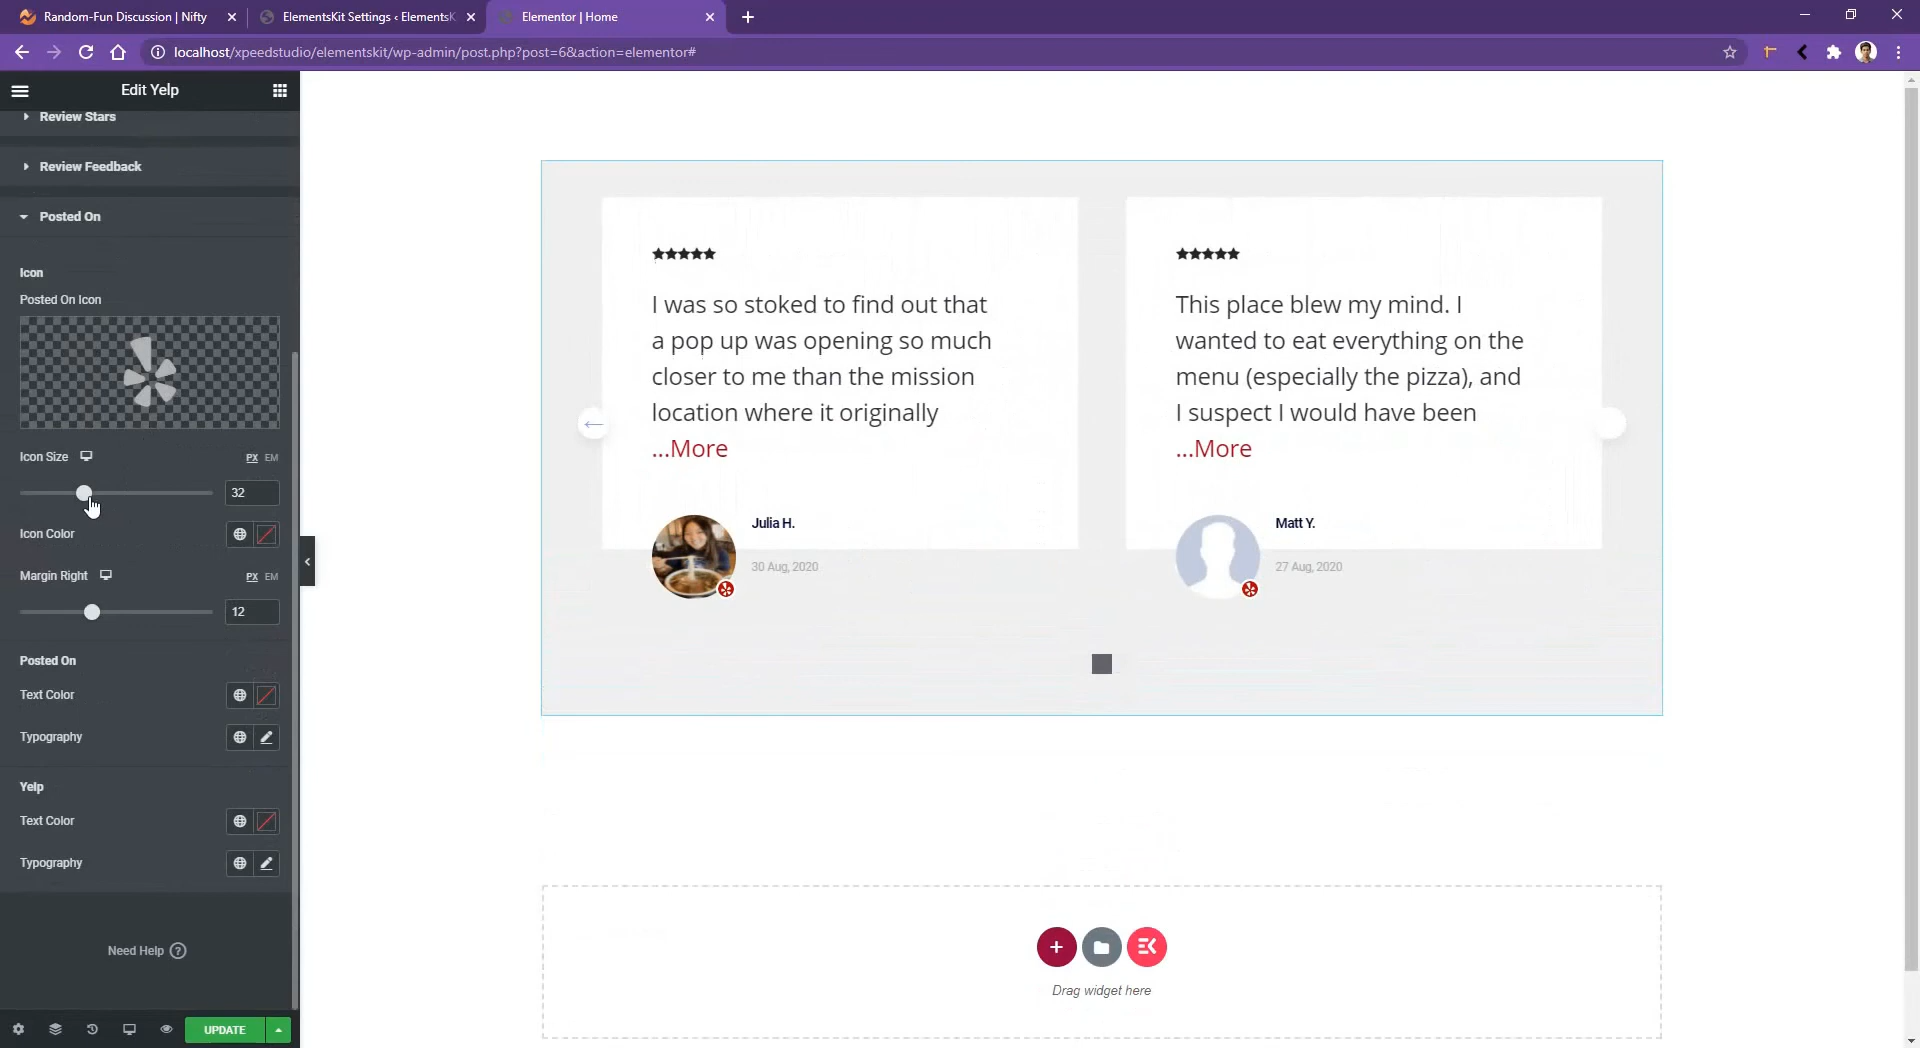 Random-Fun Discussion | Nifty
ElementsKit Settings ‹ ElementsK
Elementor | Home
localhost/xpeedstudio/elementskit/wp-admin/post.php?post=6&action=elementor#
Edit Yelp
Review Stars
Review Feedback
Posted On
Icon
Posted On Icon
Icon Size
PX EM
32
Icon Color
Margin Right
PX EM
12
Posted On
Text Color
Typography
Yelp
Text Color
Typography
Need Help
UPDATE
I was so stoked to find out that
a pop up was opening so much
closer to me than the mission
location where it originally
...More
Julia H.
30 Aug, 2020
This place blew my mind. I
wanted to eat everything on the
menu (especially the pizza), and
I suspect I would have been
...More
Matt Y.
27 Aug, 2020
Drag widget here